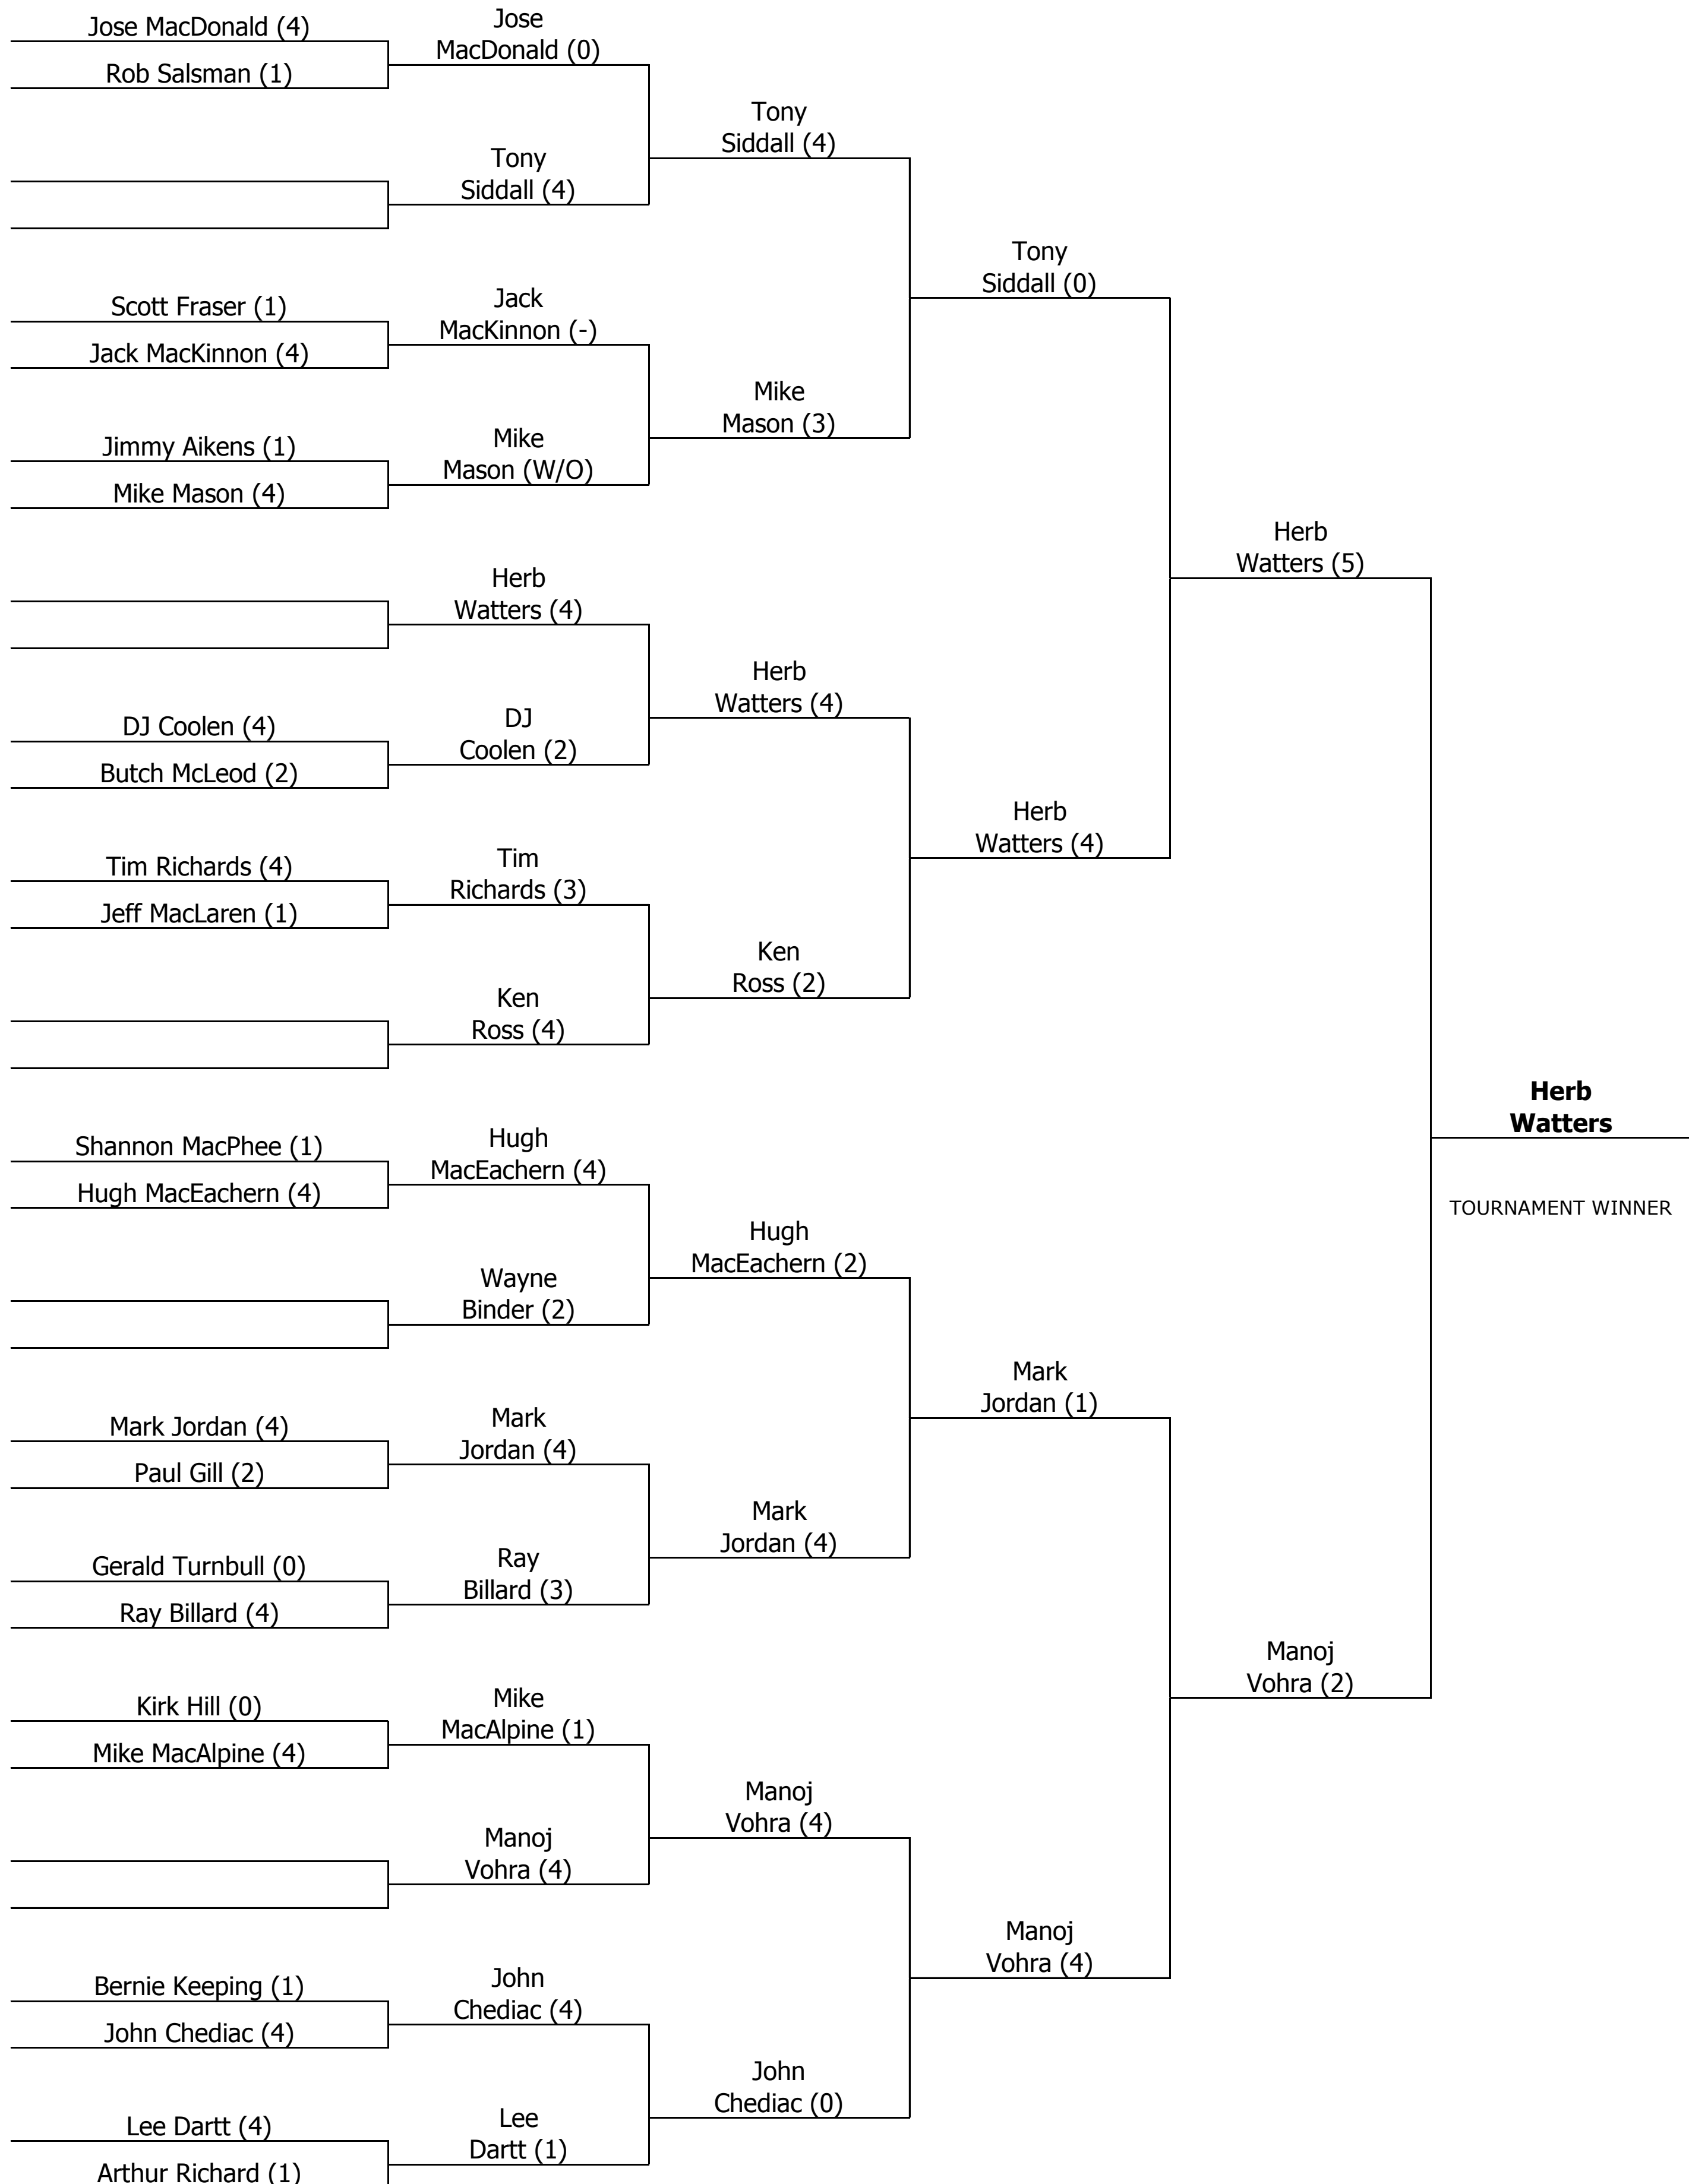 Jose MacDonald (4)
Rob Salsman (1)
Scott Fraser (1)
Jack MacKinnon (4)
Jimmy Aikens (1)
Mike Mason (4)
DJ Coolen (4)
Butch McLeod (2)
Tim Richards (4)
Jeff MacLaren (1)
Shannon MacPhee (1)
Hugh MacEachern (4)
Mark Jordan (4)
Paul Gill (2)
Gerald Turnbull (0)
Ray Billard (4)
Kirk Hill (0)
Mike MacAlpine (4)
Bernie Keeping (1)
John Chediac (4)
Lee Dartt (4)
Arthur Richard (1)
Jose
MacDonald (0)
Tony
Siddall (4)
Jack
MacKinnon (-)
Mike
Mason (W/O)
Herb
Watters (4)
DJ
Coolen (2)
Tim
Richards (3)
Ken
Ross (4)
Hugh
MacEachern (4)
Wayne
Binder (2)
Mark
Jordan (4)
Ray
Billard (3)
Mike
MacAlpine (1)
Manoj
Vohra (4)
John
Chediac (4)
Lee
Dartt (1)
Tony
Siddall (4)
Mike
Mason (3)
Herb
Watters (4)
Ken
Ross (2)
Hugh
MacEachern (2)
Mark
Jordan (4)
Manoj
Vohra (4)
John
Chediac (0)
Tony
Siddall (0)
Herb
Watters (4)
Mark
Jordan (1)
Manoj
Vohra (4)
Herb
Watters (5)
Manoj
Vohra (2)
Herb
Watters
TOURNAMENT WINNER